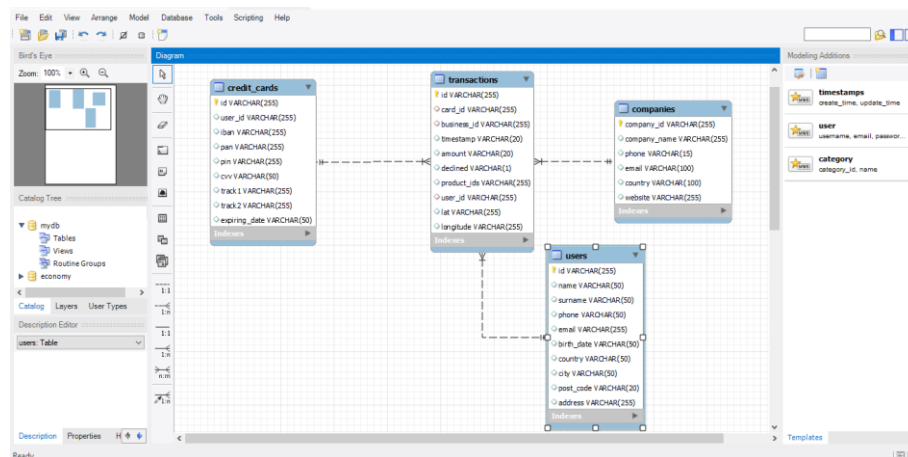 File Edit View Arrange Model Database Tools Scripting Help
Bird's Eye
Zoom: 100%
Catalog Tree
mydb
Tables
Views
Routine Groups
economy
Catalog Layers User Types
Description Editor
users: Table
Description Properties H
Ready
Diagram
1:1
1:n
1:1
1:n
n:m
1:n
credit_cards
id VARCHAR(255)
user_id VARCHAR(255)
iban VARCHAR(255)
pan VARCHAR(255)
pin VARCHAR(255)
cvv VARCHAR(50)
track1 VARCHAR(255)
track2 VARCHAR(255)
expiring_date VARCHAR(50)
Indexes
transactions
id VARCHAR(255)
card_id VARCHAR(255)
business_id VARCHAR(255)
timestamp VARCHAR(20)
amount VARCHAR(20)
declined VARCHAR(1)
product_ids VARCHAR(255)
user_id VARCHAR(255)
lat VARCHAR(255)
longitude VARCHAR(255)
Indexes
companies
company_id VARCHAR(255)
company_name VARCHAR(255)
phone VARCHAR(15)
email VARCHAR(100)
country VARCHAR(100)
website VARCHAR(255)
Indexes
users
id VARCHAR(255)
name VARCHAR(50)
surname VARCHAR(50)
phone VARCHAR(50)
email VARCHAR(255)
birth_date VARCHAR(50)
country VARCHAR(50)
city VARCHAR(50)
post_code VARCHAR(20)
address VARCHAR(255)
Indexes
Modeling Additions
timestamps
create_time, update_time
user
username, email, passwor...
category
category_id, name
Templates